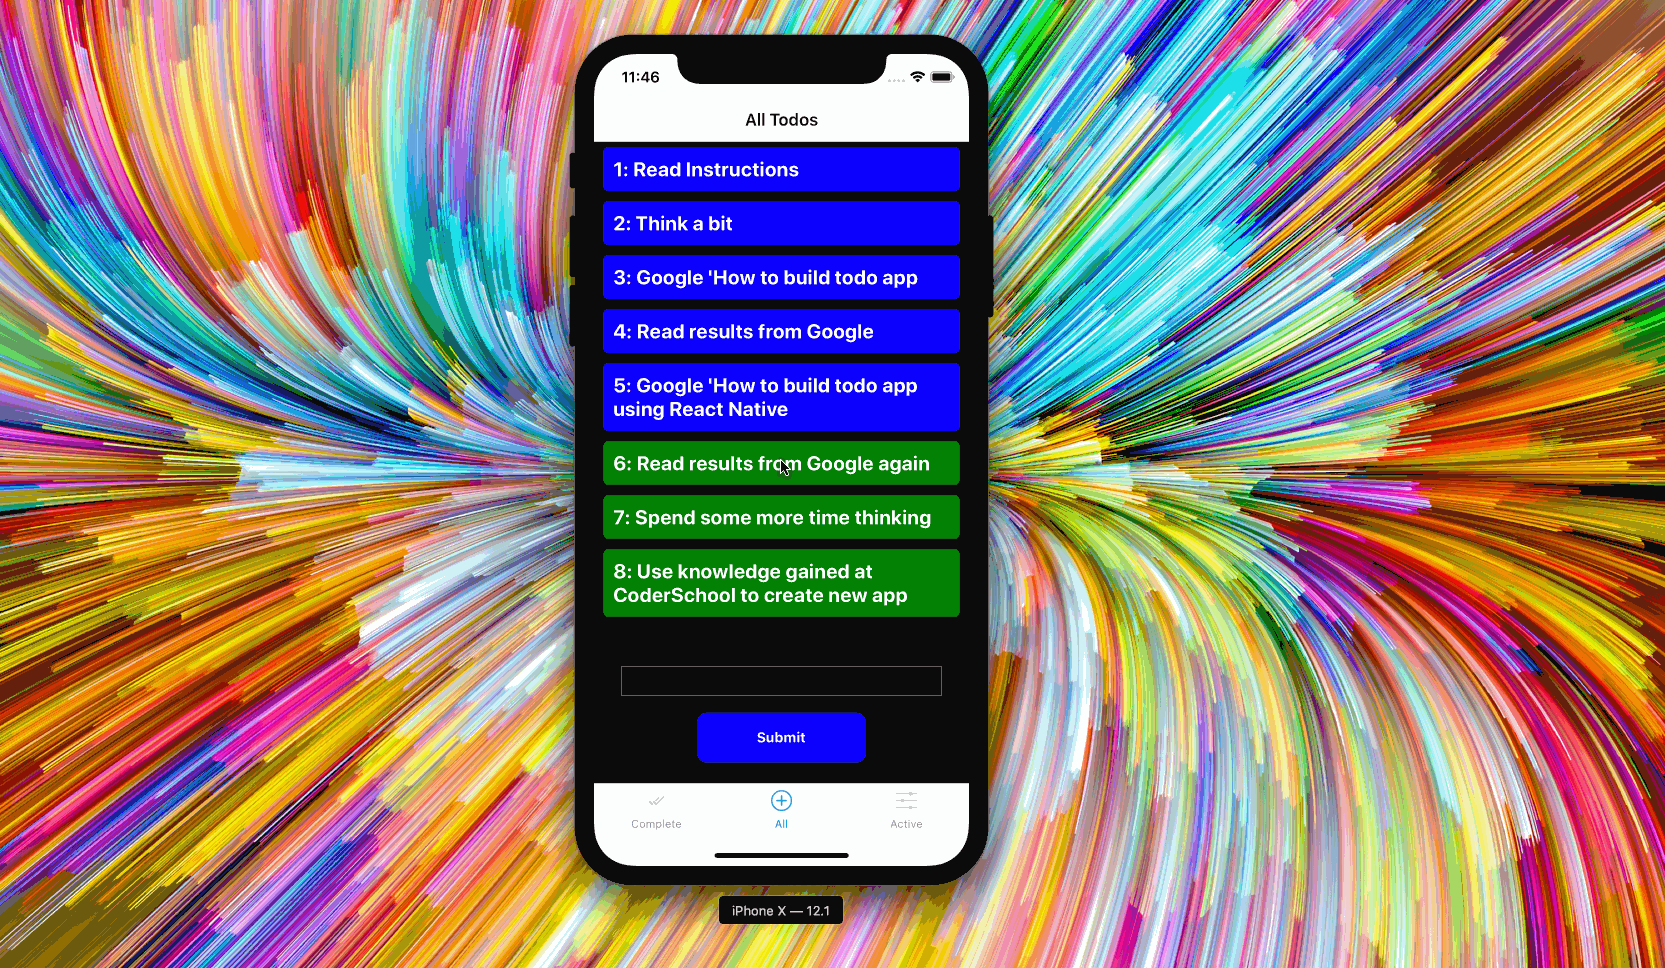 11:46
All Todos
1: Read Instructions
2: Think a bit
3: Google 'How to build todo app
4: Read results from Google
5: Google 'How to build todo app
using React Native
6: Read results from Google again
7: Spend some more time thinking
8: Use knowledge gained at
CoderSchool to create new app
Submit
Complete
All
Active
iPhone X — 12.1